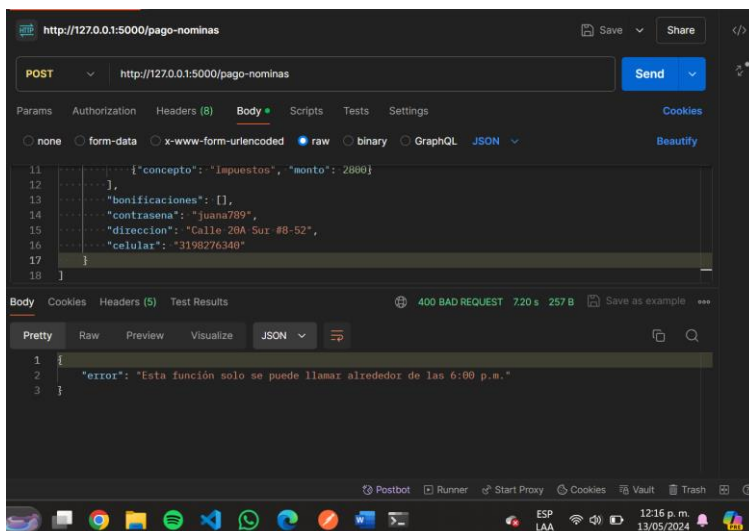 HTTP http://127.0.0.1:5000/pago-nominas Save Share </>
POST http://127.0.0.1:5000/pago-nominas Send
Params Authorization Headers (8) Body Scripts Tests Settings Cookies
none form-data x-www-form-urlencoded raw binary GraphQL JSON Beautify
11 {"concepto": "Impuestos", "monto": 2800}
12 ],
13 "bonificaciones": [],
14 "contrasena": "juana789",
15 "direccion": "Calle 20A Sur #8-52",
16 "celular": "3198276340"
17 }
18 ]
Body Cookies Headers (5) Test Results 400 BAD REQUEST 7.20 s 257 B Save as example
Pretty Raw Preview Visualize JSON
1 {
2 "error": "Esta función solo se puede llamar alrededor de las 6:00 p.m."
3 }
Postbot Runner Start Proxy Cookies Vault Trash
ESP 12:16 p. m.
LAA 13/05/2024